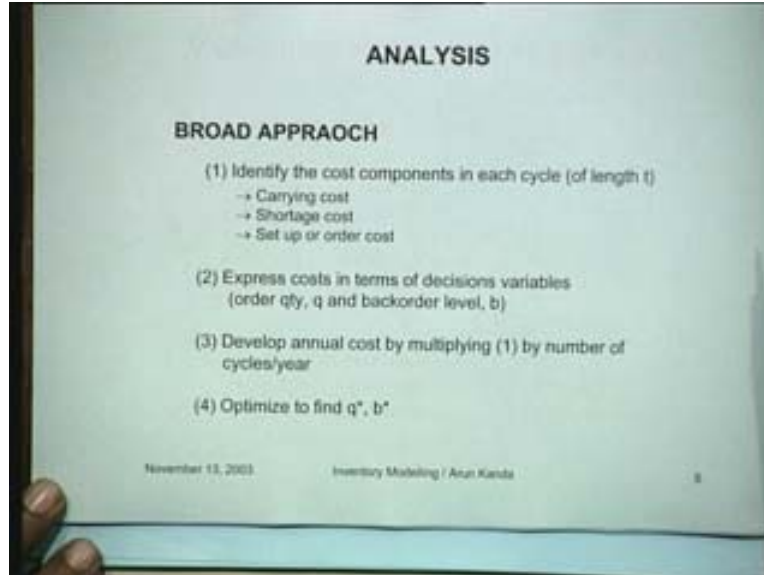 ANALYSIS
BROAD APPRAOCH
(1) Identify the cost components in each cycle (of length t)
→ Carrying cost
→ Shortage cost
→ Set up or order cost
(2) Express costs in terms of decisions variables
(order qty, q and backorder level, b)
(3) Develop annual cost by multiplying (1) by number of
cycles/year
(4) Optimize to find q*, b*
November 13, 2003 Inventory Modelling / Arun Kanda